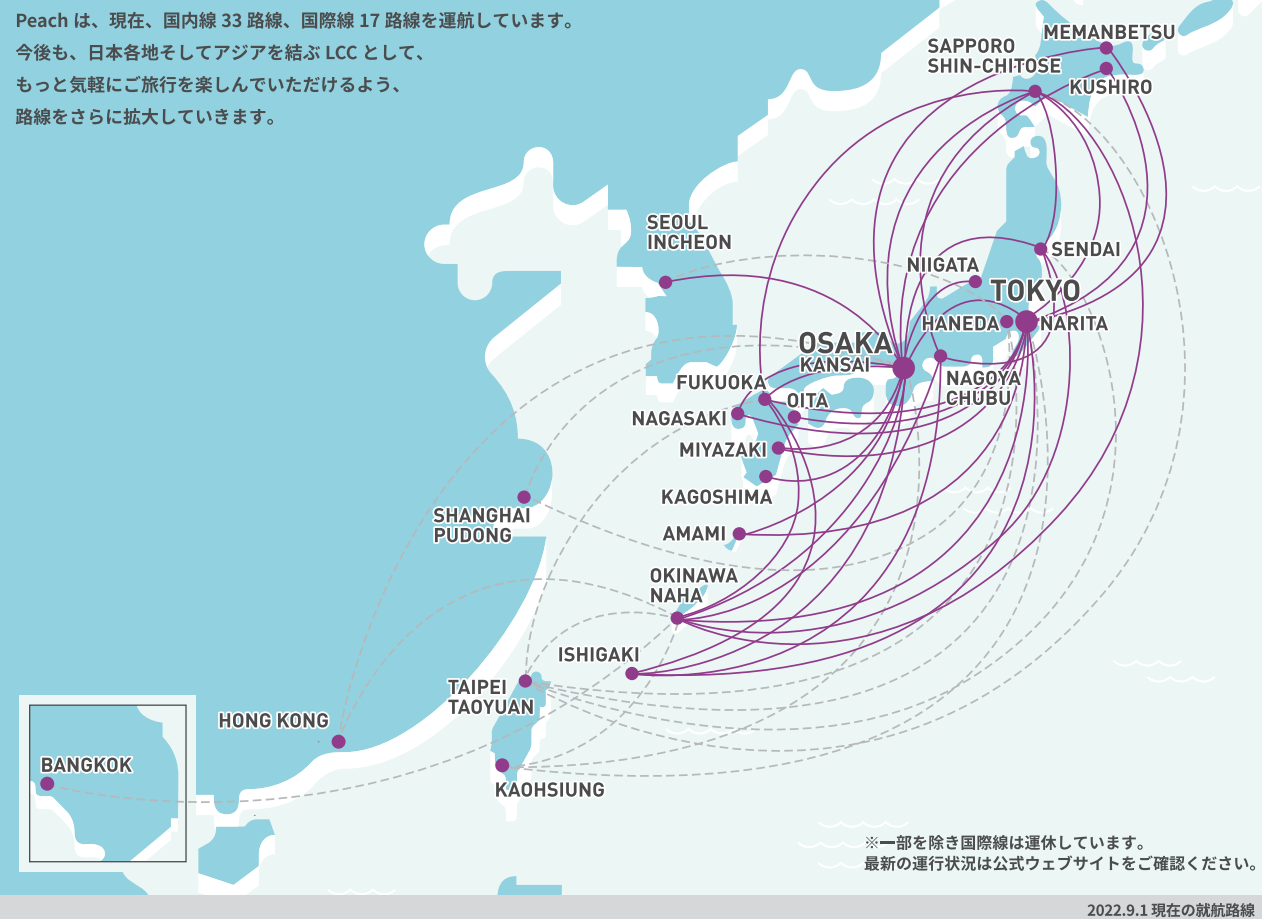 Peach は、現在、国内線 33 路線、国際線 17 路線を運航しています。
今後も、日本各地そしてアジアを結ぶ LCC として、
もっと気軽にご旅行を楽しんでいただけるよう、
路線をさらに拡大していきます。
MEMANBETSU
SAPPORO
SHIN-CHITOSE
KUSHIRO
SEOUL
INCHEON
SENDAI
NIIGATA
TOKYO
HANEDA
NARITA
OSAKA
KANSAI
NAGOYA
CHUBU
FUKUOKA
OITA
NAGASAKI
MIYAZAKI
KAGOSHIMA
SHANGHAI
PUDONG
AMAMI
OKINAWA
NAHA
ISHIGAKI
TAIPEI
TAOYUAN
HONG KONG
BANGKOK
KAOHSIUNG
※一部を除き国際線は運休しています。
最新の運行状況は公式ウェブサイトをご確認ください。
2022.9.1 現在の就航路線